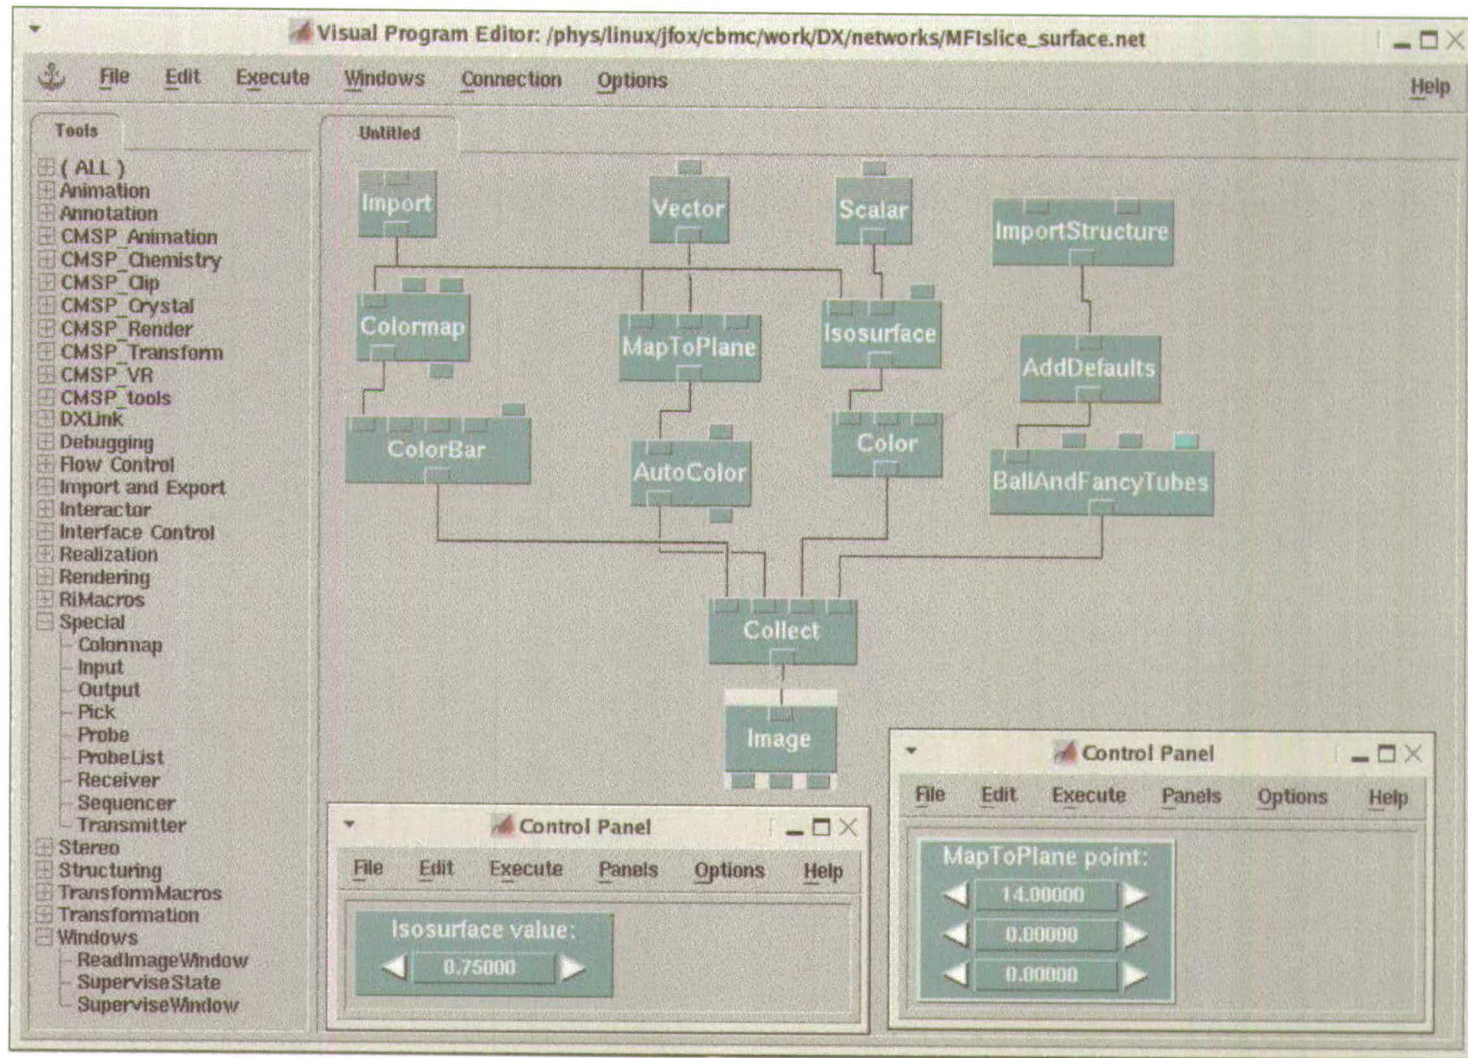 Visual Program Editor: /phys/linux/jfox/cbmc/work/DX/networks/MFIslice_surface.net
File Edit Execute Windows Connection Options Help
Tools
( ALL )
Animation
Annotation
CMSP_Animation
CMSP_Chemistry
CMSP_Clip
CMSP_Crystal
CMSP_Render
CMSP_Transform
CMSP_VR
CMSP_tools
DXLink
Debugging
Flow Control
Import and Export
Interactor
Interface Control
Realization
Rendering
RiMacros
Special
Colormap
Input
Output
Pick
Probe
ProbeList
Receiver
Sequencer
Transmitter
Stereo
Structuring
TransformMacros
Transformation
Windows
ReadImageWindow
SuperviseState
SuperviseWindow
Untitled
Import
Vector
Scalar
ImportStructure
Colormap
MapToPlane
Isosurface
AddDefaults
ColorBar
AutoColor
Color
BallAndFancyTubes
Collect
Image
Control Panel
File Edit Execute Panels Options Help
Isosurface value:
0.75000
Control Panel
File Edit Execute Panels Options Help
MapToPlane point:
14.00000
0.00000
0.00000